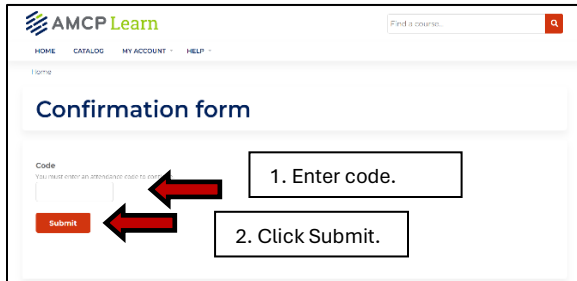 AMCP Learn
Find a course...
HOME CATALOG MY ACCOUNT HELP
Home
Confirmation form
Code
You must enter an attendance code to
1. Enter code.
Submit
2. Click Submit.